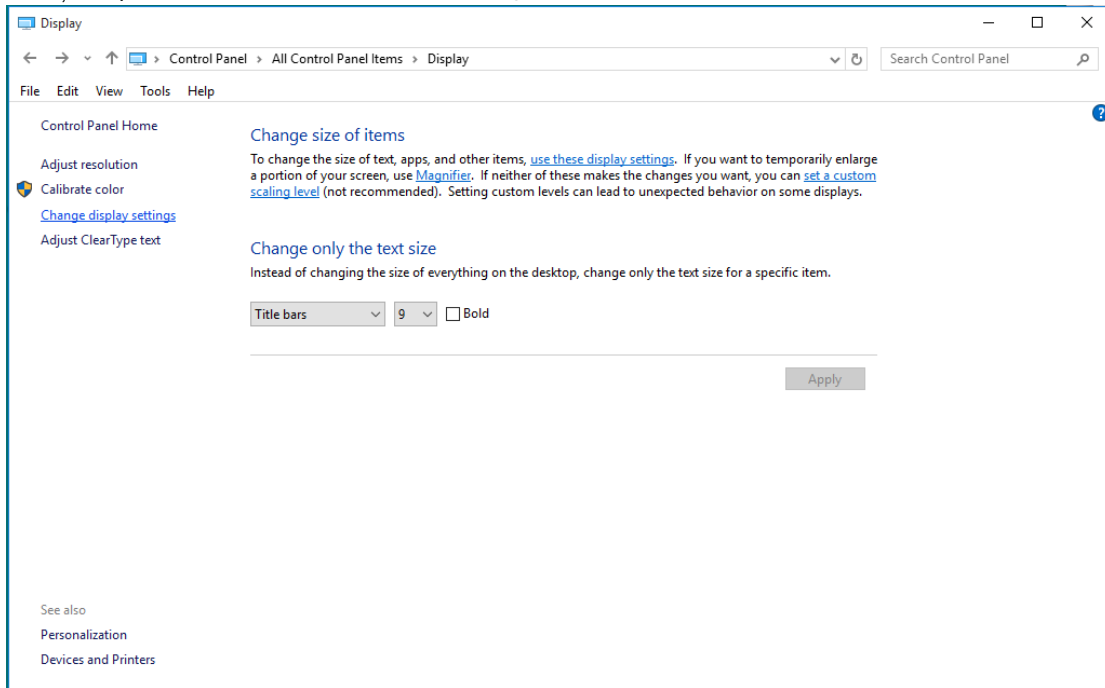 Display
Control Panel > All Control Panel Items > Display
Search Control Panel
File Edit View Tools Help
Control Panel Home
Adjust resolution
Calibrate color
Change display settings
Adjust ClearType text
Change size of items
To change the size of text, apps, and other items, use these display settings. If you want to temporarily enlarge
a portion of your screen, use Magnifier. If neither of these makes the changes you want, you can set a custom
scaling level (not recommended). Setting custom levels can lead to unexpected behavior on some displays.
Change only the text size
Instead of changing the size of everything on the desktop, change only the text size for a specific item.
Title bars 9 Bold
Apply
See also
Personalization
Devices and Printers